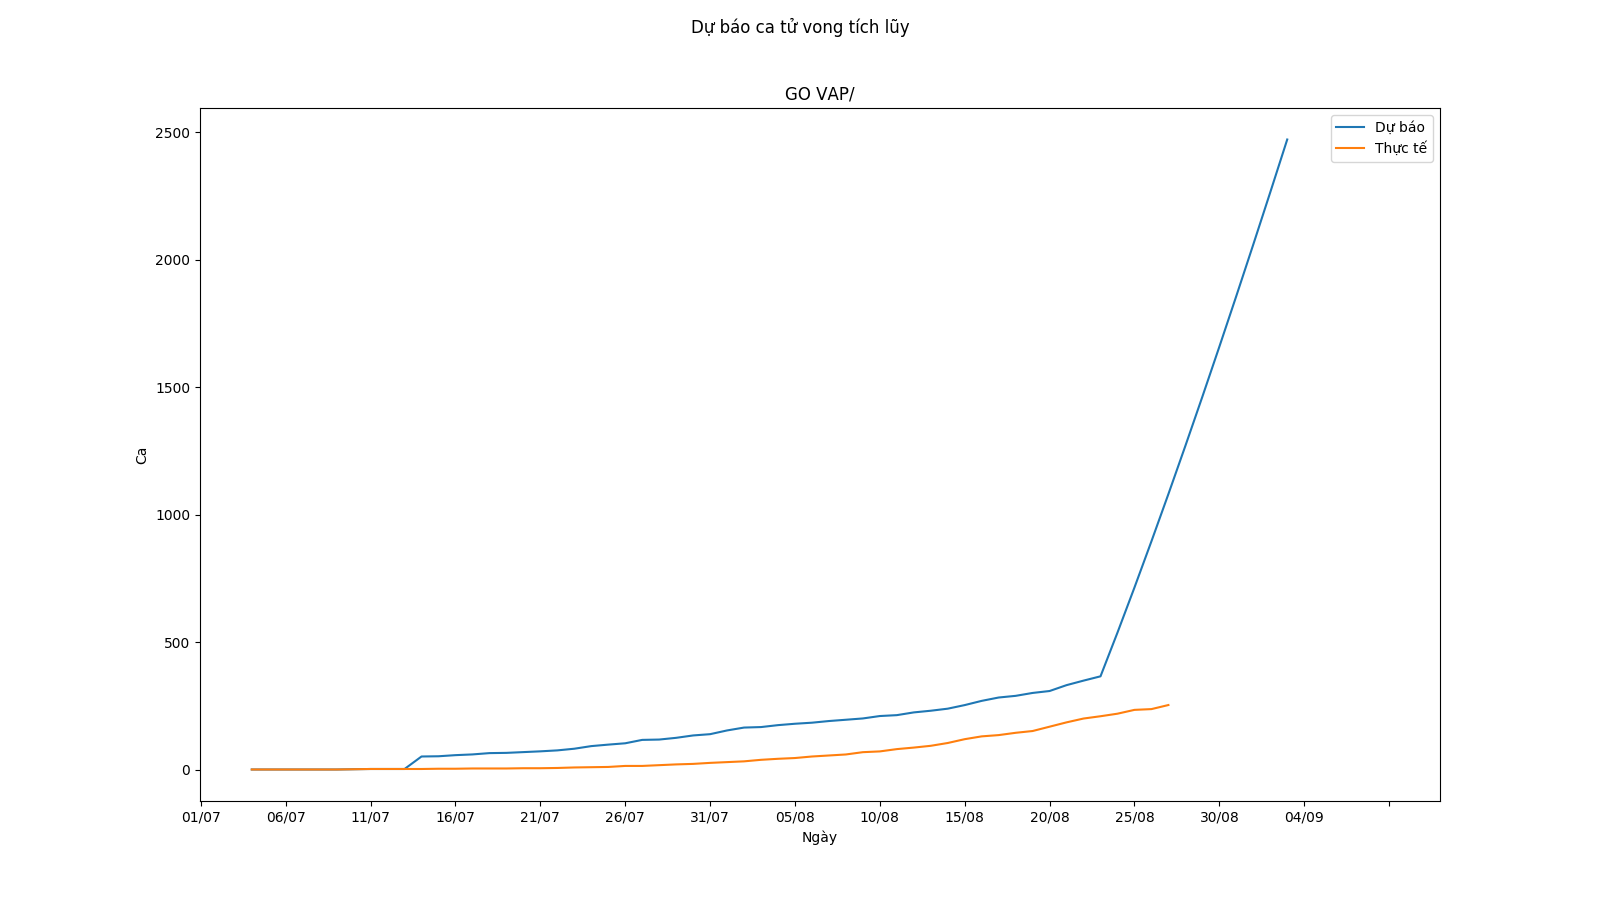 Dự báo ca tử vong tích lũy
GO VAP/
Dự báo
Thực tế
2500
2000
1500
1000
500
0
Ca
01/07 06/07 11/07 16/07 21/07 26/07 31/07 05/08 10/08 15/08 20/08 25/08 30/08 04/09
Ngày